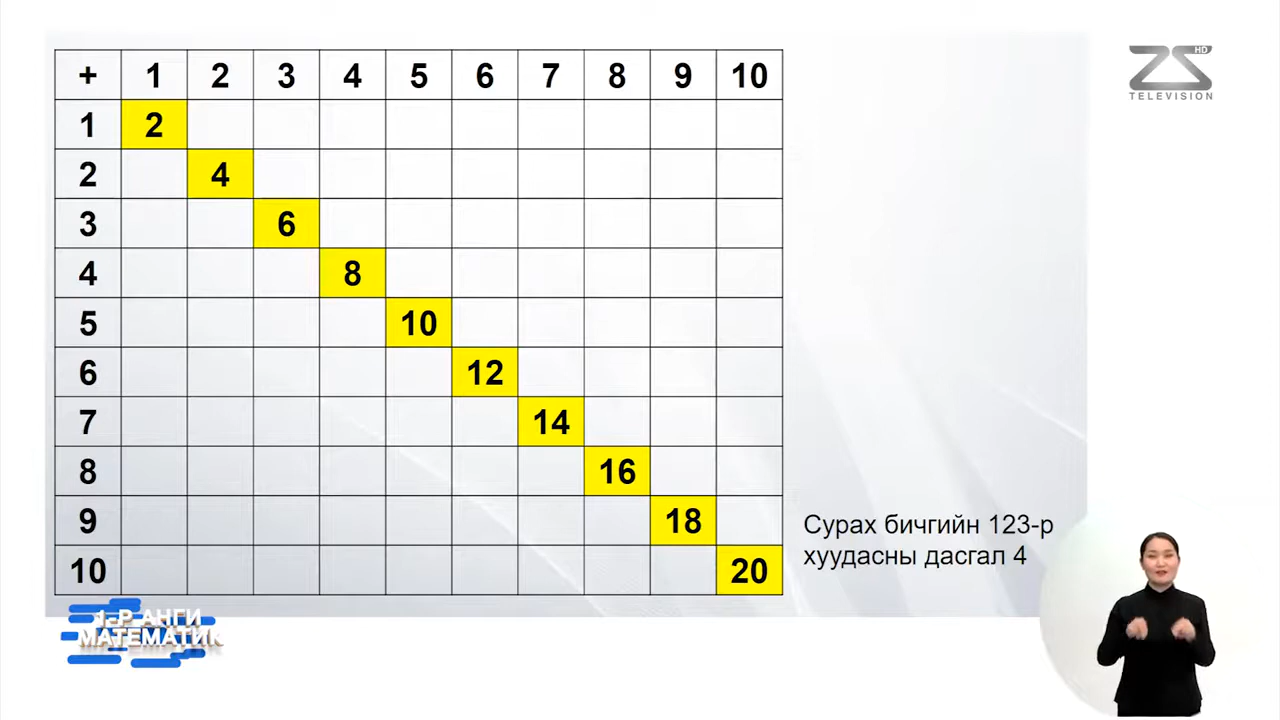 ZS HD
TELEVISION
+ 1 2 3 4 5 6 7 8 9 10
1 2
2 4
3 6
4 8
5 10
6 12
7 14
8 16
9 18
10 20
Сурах бичгийн 123-р
хуудасны дасгал 4
1-Р АНГИ
МАТЕМАТИК